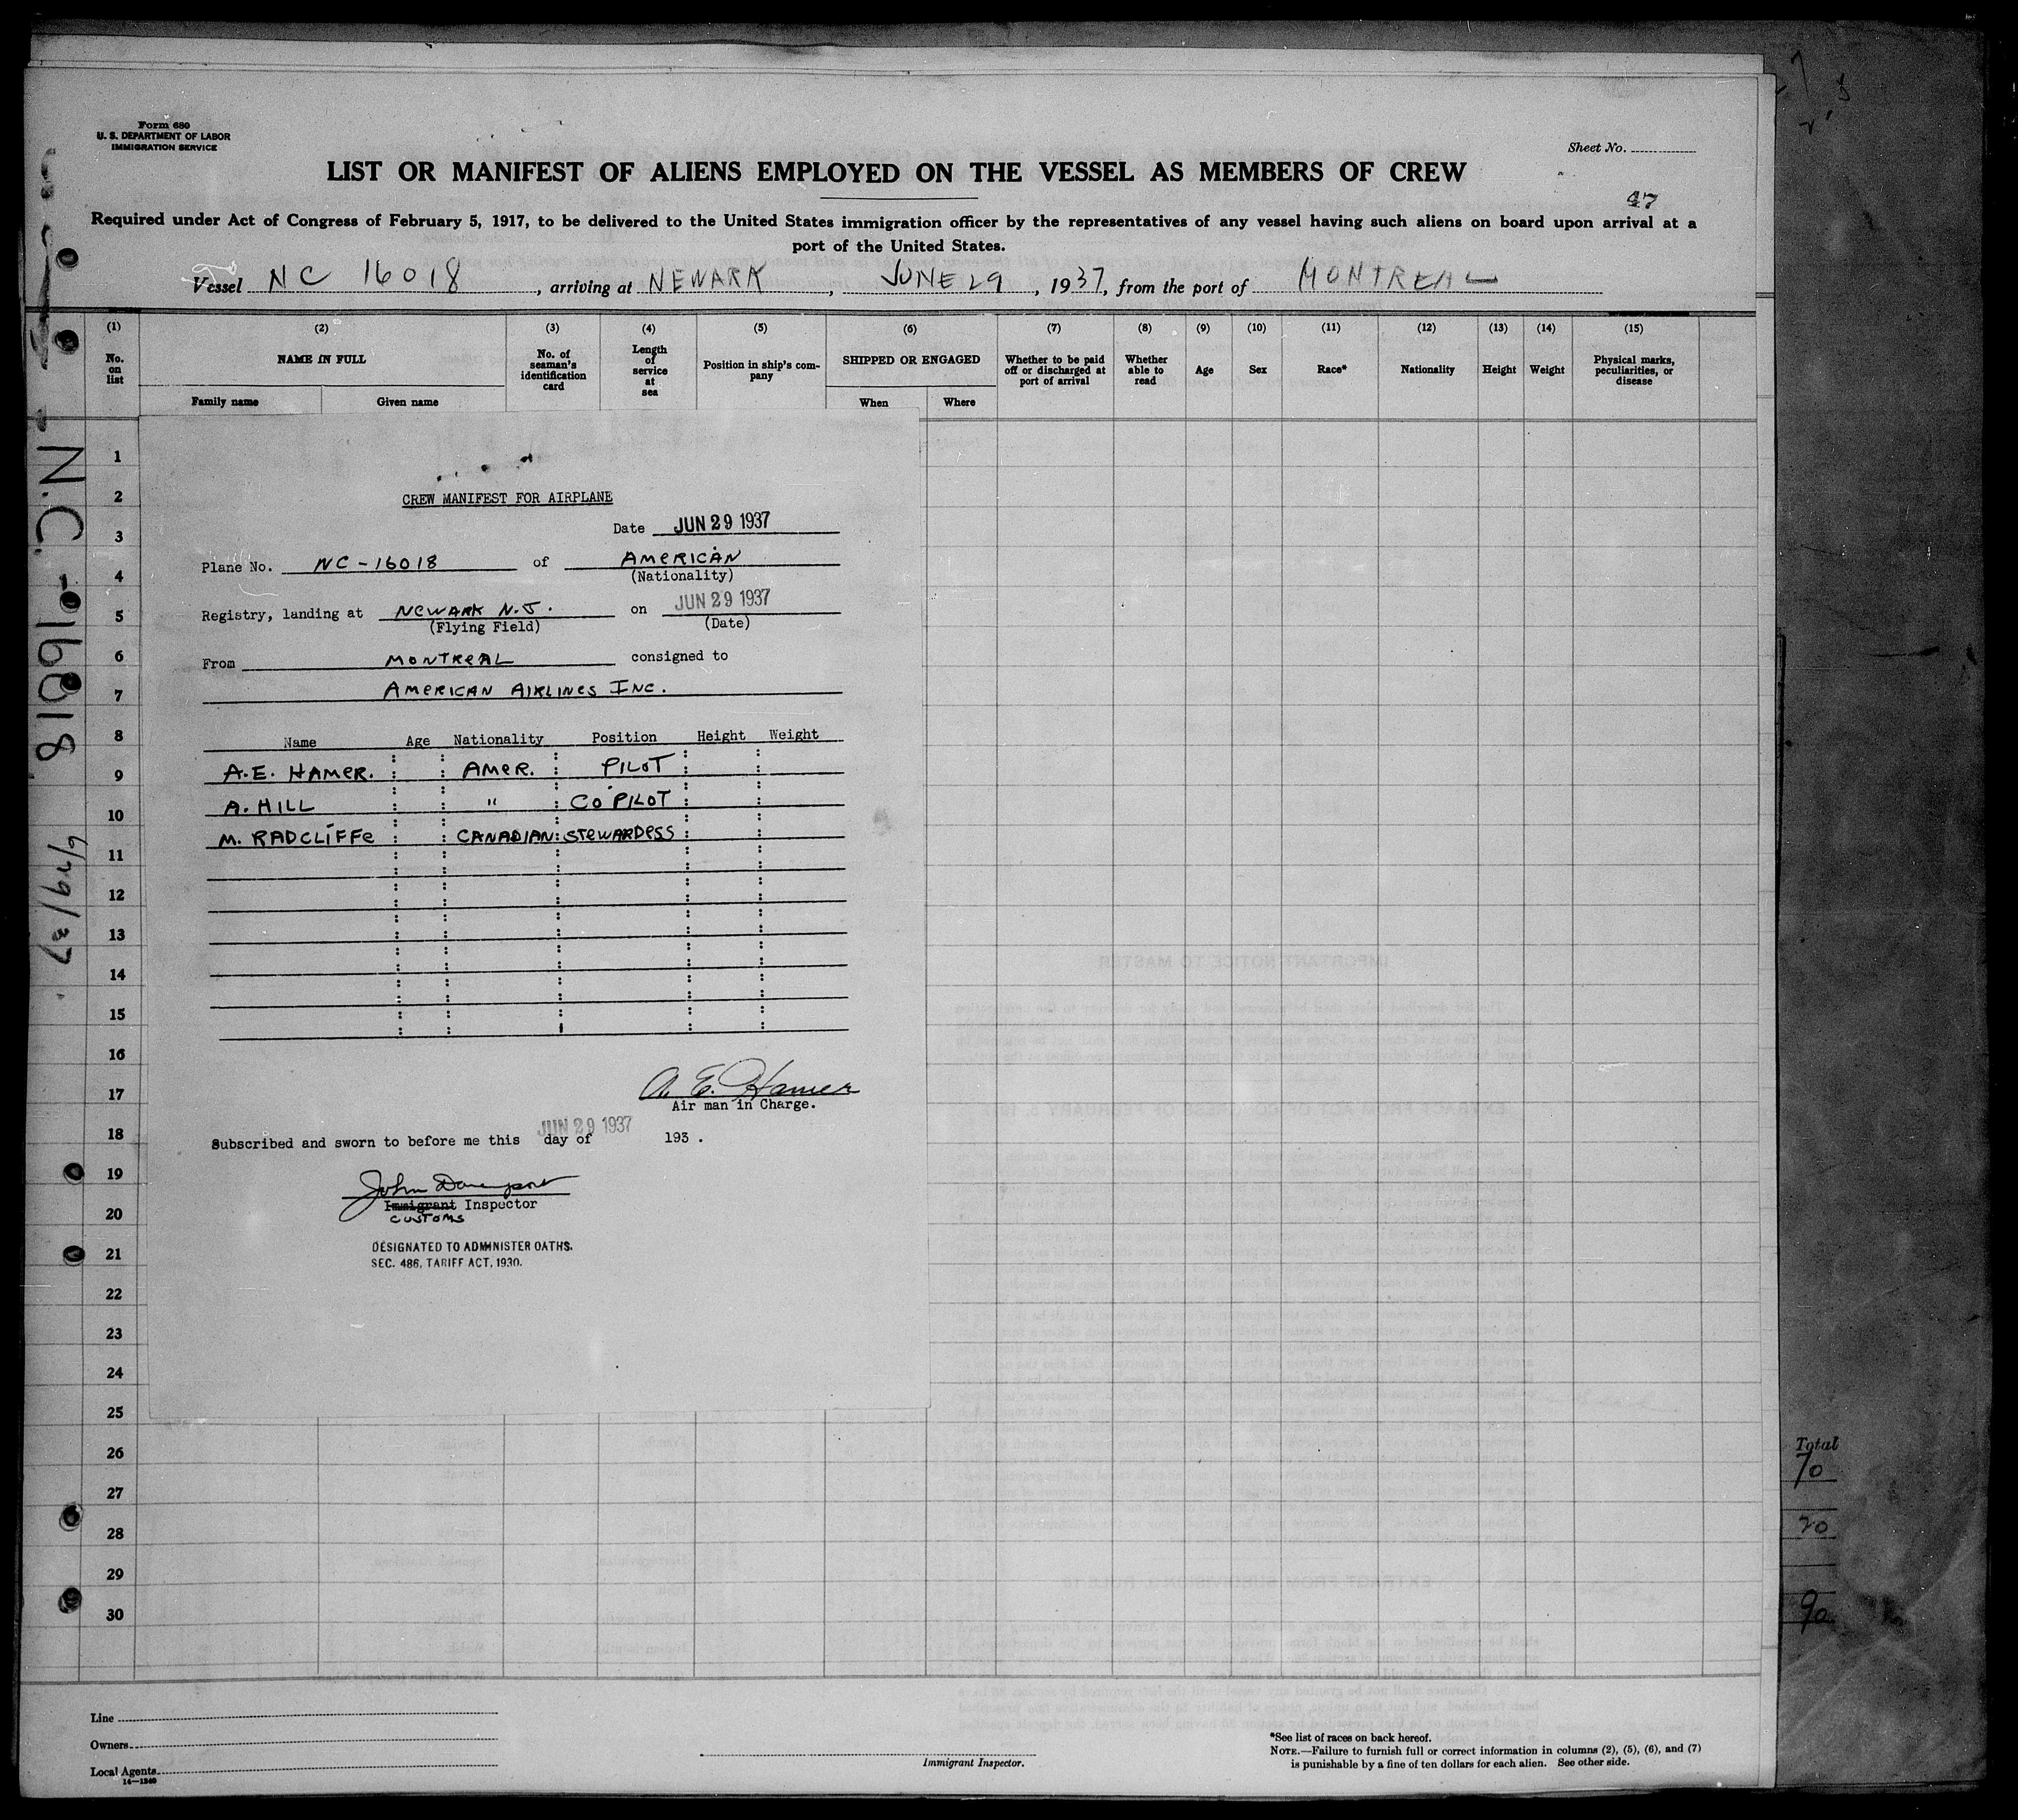 Form 680
U. S. DEPARTMENT OF LABOR
IMMIGRATION SERVICE
Sheet No.
LIST OR MANIFEST OF ALIENS EMPLOYED ON THE VESSEL AS MEMBERS OF CREW
47
Required under Act of Congress of February 5, 1917, to be delivered to the United States immigration officer by the representatives of any vessel having such aliens on board upon arrival at a
port of the United States.
Vessel NC 16018, arriving at NEWARK, JUNE 29, 1937, from the port of MONTREAL
(1) (2) (3) (4) (5) (6) (7) (8) (9) (10) (11) (12) (13) (14) (15)
No. on list
NAME IN FULL
Family name Given name
No. of seaman's identification card
Length of service at sea
Position in ship's company
SHIPPED OR ENGAGED
When Where
Whether to be paid off or discharged at port of arrival
Whether able to read
Age
Sex
Race*
Nationality
Height
Weight
Physical marks, peculiarities, or disease
1
2
3
4
5
6
7
8
9
10
11
12
13
14
15
16
17
18
19
20
21
22
23
24
25
26
27
28
29
30
N.C.-16018 6/29/37
CREW MANIFEST FOR AIRPLANE
Date JUN 29 1937
Plane No. NC-16018 of AMERICAN
(Nationality)
Registry, landing at NEWARK N.J. on JUN 29 1937
(Flying Field) (Date)
From MONTREAL consigned to
AMERICAN AIRLINES INC.
Name Age Nationality Position Height Weight
A.E. HAMER. AMER. PILOT
A. HILL " CO PILOT
M. RADCLIFFE CANADIAN STEWARDESS
A. E. Hamer
Air man in Charge.
Subscribed and sworn to before me this JUN 29 1937 day of 193 .
John Davenport
Immigrant Inspector
CUSTOMS
DESIGNATED TO ADMINISTER OATHS.
SEC. 486, TARIFF ACT, 1930.
Total
70
20
90
Line
Owners
Local Agents
14—1240
Immigrant Inspector.
*See list of races on back hereof.
NOTE.—Failure to furnish full or correct information in columns (2), (5), (6), and (7)
is punishable by a fine of ten dollars for each alien. See other side.